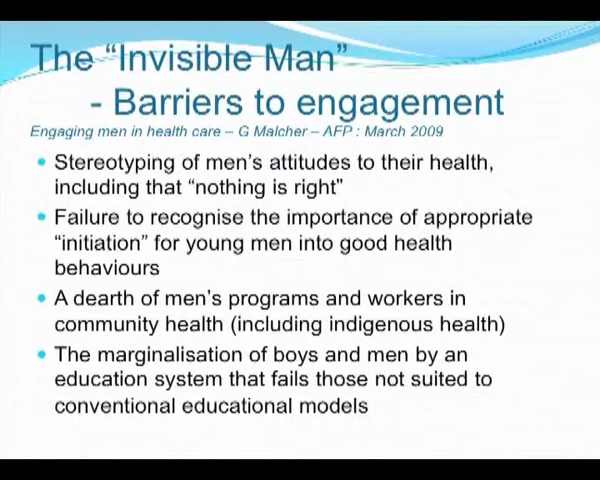 The “Invisible Man”
- Barriers to engagement
Engaging men in health care – G Malcher – AFP : March 2009
• Stereotyping of men’s attitudes to their health,
including that “nothing is right”
• Failure to recognise the importance of appropriate
“initiation” for young men into good health
behaviours
• A dearth of men’s programs and workers in
community health (including indigenous health)
• The marginalisation of boys and men by an
education system that fails those not suited to
conventional educational models